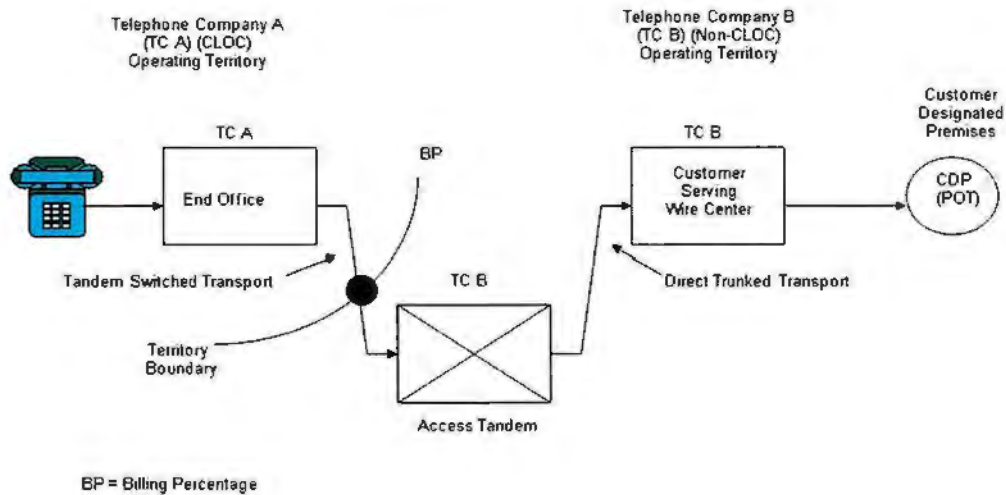 Telephone Company A
(TC A) (CLOC)
Operating Territory
Telephone Company B
(TC B) (Non-CLOC)
Operating Territory
Customer
Designated
Premises
TC A
End Office
BP
TC B
Customer
Serving
Wire Center
CDP
(POT)
Tandem Switched Transport
TC B
Direct Trunked Transport
Territory
Boundary
Access Tandem
BP = Billing Percentage